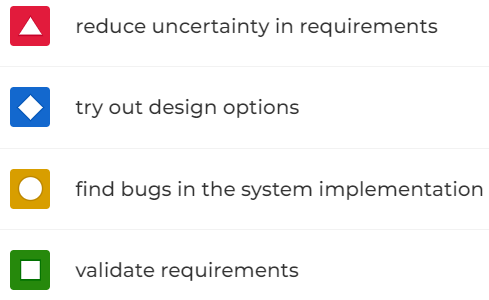 reduce uncertainty in requirements
try out design options
find bugs in the system implementation
validate requirements